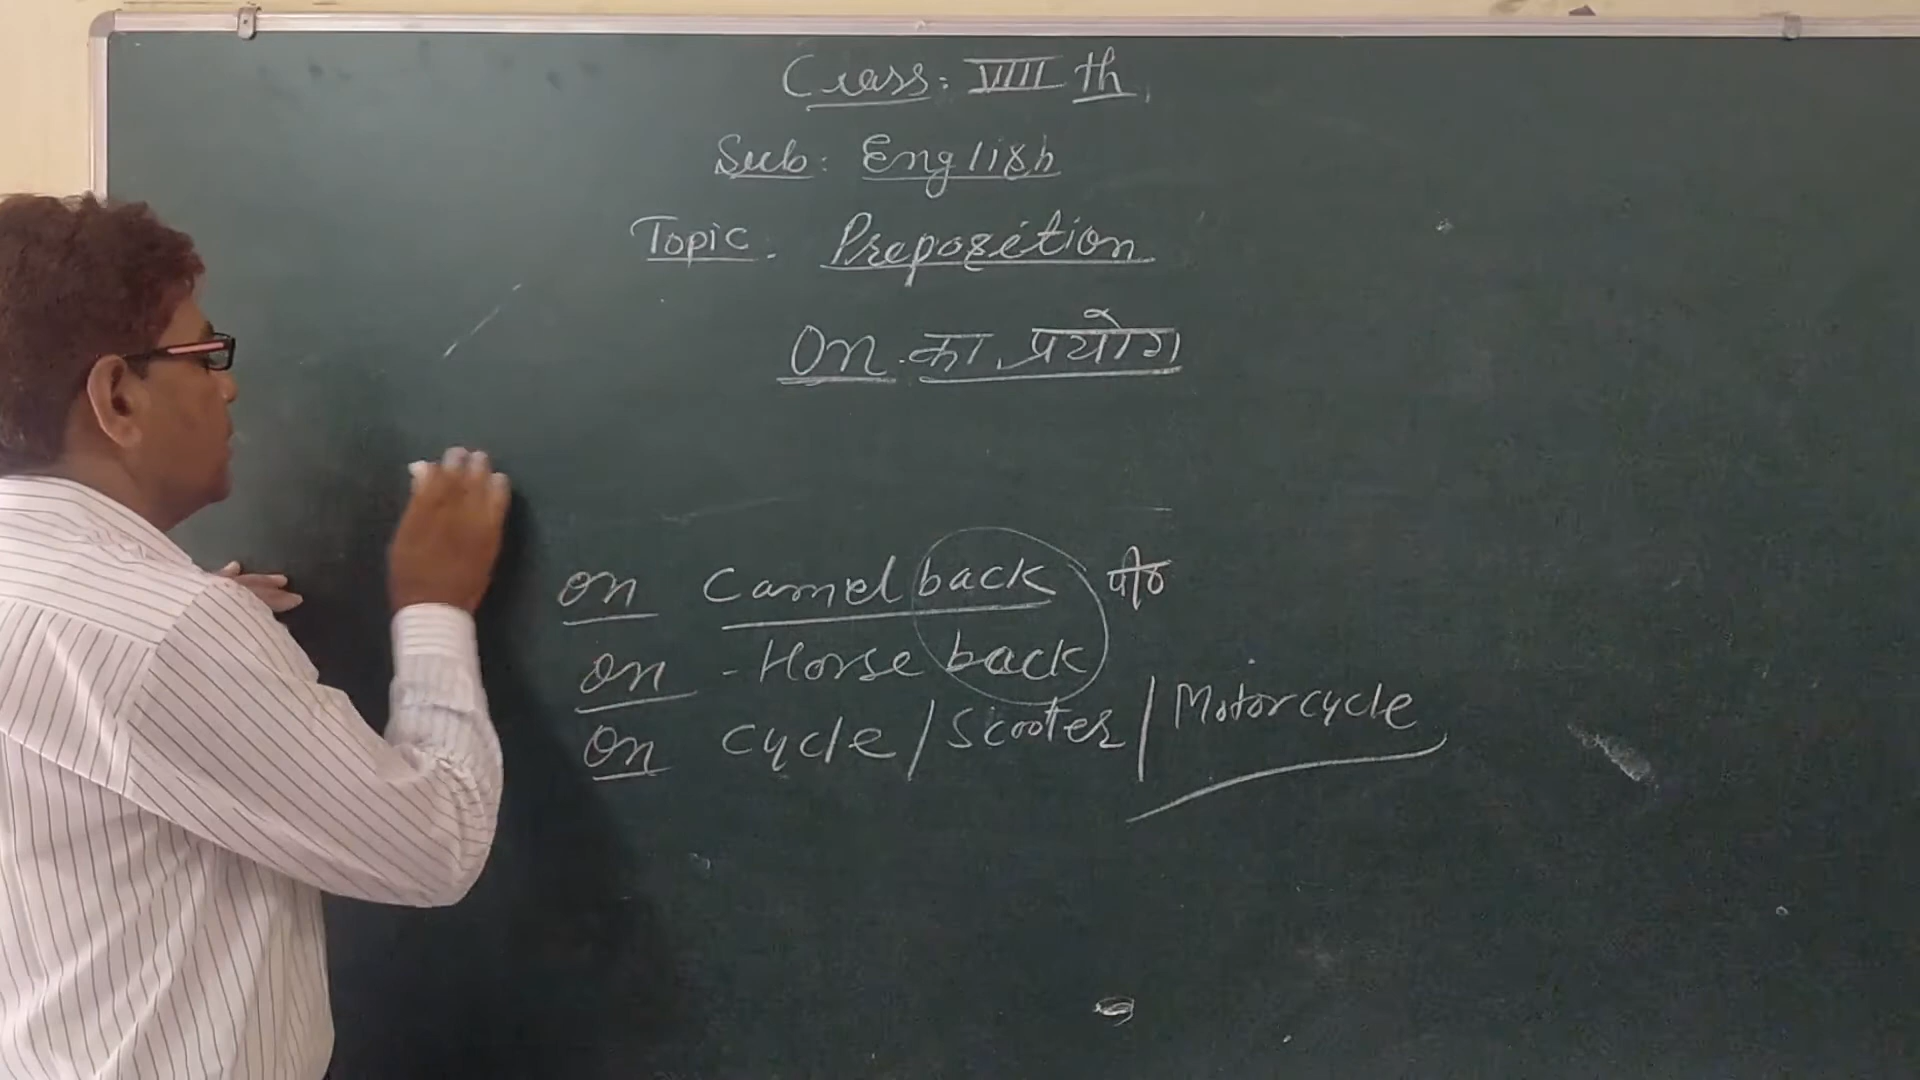 Class: VIII th
Sub: English
Topic. Preposition
On का प्रयोग
on Camel back पीठ
on - Horse back
on cycle/Scooter/Motorcycle